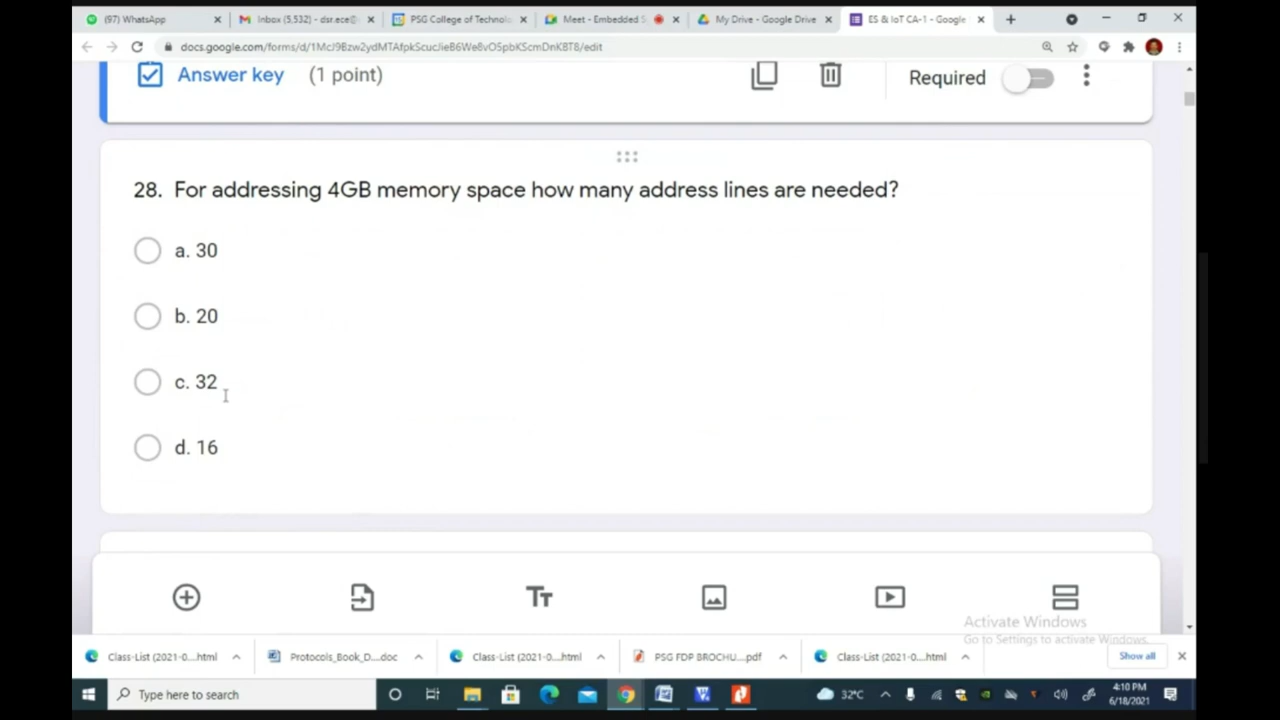 (97) WhatsApp
Inbox (5,532) - dsr.ece@
PSG College of Technolo
Meet - Embedded S
My Drive - Google Drive
ES & IoT CA-1 - Google
docs.google.com/forms/d/1McJ9Bzw2ydMTAfpkScucJieB6We8vO5pbKScmDnKBT8/edit
Answer key (1 point)
Required
28. For addressing 4GB memory space how many address lines are needed?
a. 30
b. 20
c. 32
d. 16
Tt
Activate Windows
Go to Settings to activate Windows.
Class-List (2021-0....html
Protocols_Book_D....doc
Class-List (2021-0....html
PSG FDP BROCHU....pdf
Class-List (2021-0....html
Show all
Type here to search
32°C
4:10 PM
6/18/2021